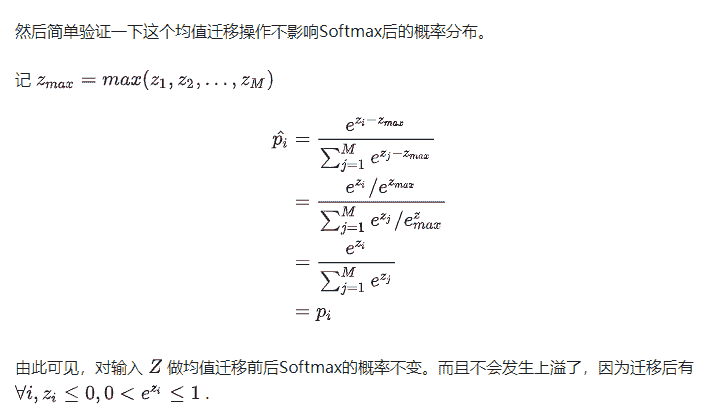 然后简单验证一下这个均值迁移操作不影响Softmax后的概率分布。
记 z_{max} = max(z_1, z_2, . . . , z_M)
\hat{p_i} = \frac{e^{z_i - z_{max}}}{\sum_{j=1}^{M} e^{z_j - z_{max}}}
= \frac{e^{z_i} / e^{z_{max}}}{\sum_{j=1}^{M} e^{z_j} / e^{z}_{max}}
= \frac{e^{z_i}}{\sum_{j=1}^{M} e^{z_j}}
= p_i
由此可见，对输入 Z 做均值迁移前后Softmax的概率不变。而且不会发生上溢了，因为迁移后有
∀i, z_i ≤ 0, 0 < e^{z_i} ≤ 1 .